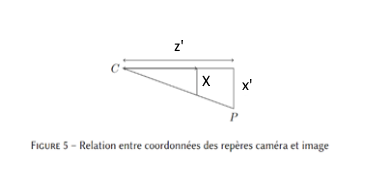 z'
C
X
x'
P
FIGURE 5 – Relation entre coordonnées des repères caméra et image